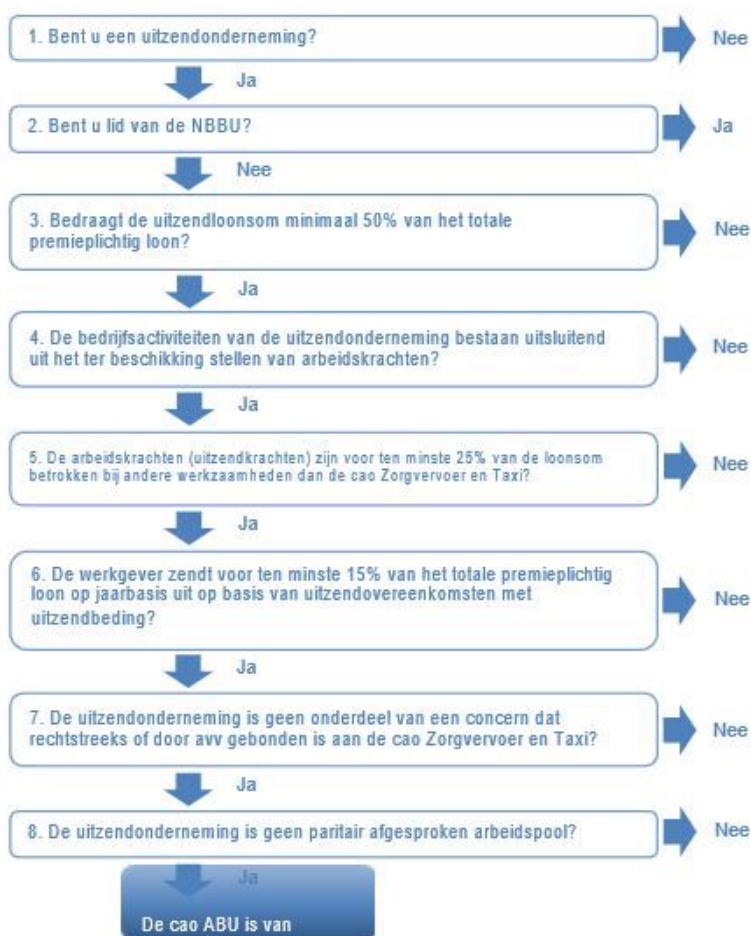 1. Bent u een uitzendonderneming?
Nee
Ja
2. Bent u lid van de NBBU?
Ja
Nee
3. Bedraagt de uitzendloonsom minimaal 50% van het totale
premieplichtig loon?
Nee
Ja
4. De bedrijfsactiviteiten van de uitzendonderneming bestaan uitsluitend
uit het ter beschikking stellen van arbeidskrachten?
Nee
Ja
5. De arbeidskrachten (uitzendkrachten) zijn voor ten minste 25% van de loonsom
betrokken bij andere werkzaamheden dan de cao Zorgvervoer en Taxi?
Nee
Ja
6. De werkgever zendt voor ten minste 15% van het totale premieplichtig
loon op jaarbasis uit op basis van uitzendovereenkomsten met
uitzendbeding?
Nee
Ja
7. De uitzendonderneming is geen onderdeel van een concern dat
rechtstreeks of door avv gebonden is aan de cao Zorgvervoer en Taxi?
Nee
Ja
8. De uitzendonderneming is geen paritair afgesproken arbeidspool?
Nee
Ja
De cao ABU is van